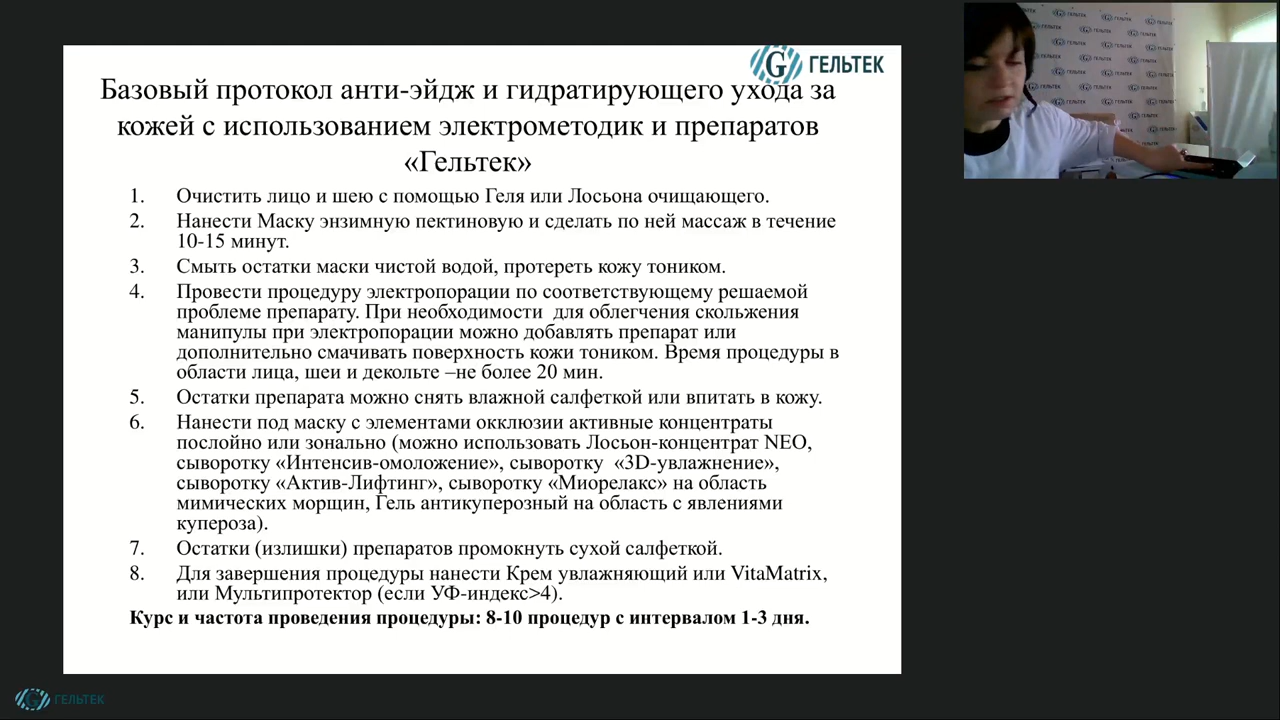 ГЕЛЬТЕК
Базовый протокол анти-эйдж и гидратирующего ухода за
кожей с использованием электрометодик и препаратов
«Гельтек»
1. Очистить лицо и шею с помощью Геля или Лосьона очищающего.
2. Нанести Маску энзимную пектиновую и сделать по ней массаж в течение
10-15 минут.
3. Смыть остатки маски чистой водой, протереть кожу тоником.
4. Провести процедуру электропорации по соответствующему решаемой
проблеме препарату. При необходимости для облегчения скольжения
манипулы при электропорации можно добавлять препарат или
дополнительно смачивать поверхность кожи тоником. Время процедуры в
области лица, шеи и декольте –не более 20 мин.
5. Остатки препарата можно снять влажной салфеткой или впитать в кожу.
6. Нанести под маску с элементами окклюзии активные концентраты
послойно или зонально (можно использовать Лосьон-концентрат NEO,
сыворотку «Интенсив-омоложение», сыворотку «3D-увлажнение»,
сыворотку «Актив-Лифтинг», сыворотку «Миорелакс» на область
мимических морщин, Гель антикуперозный на область с явлениями
купероза).
7. Остатки (излишки) препаратов промокнуть сухой салфеткой.
8. Для завершения процедуры нанести Крем увлажняющий или VitaMatrix,
или Мультипротектор (если УФ-индекс>4).
Курс и частота проведения процедуры: 8-10 процедур с интервалом 1-3 дня.
ГЕЛЬТЕК